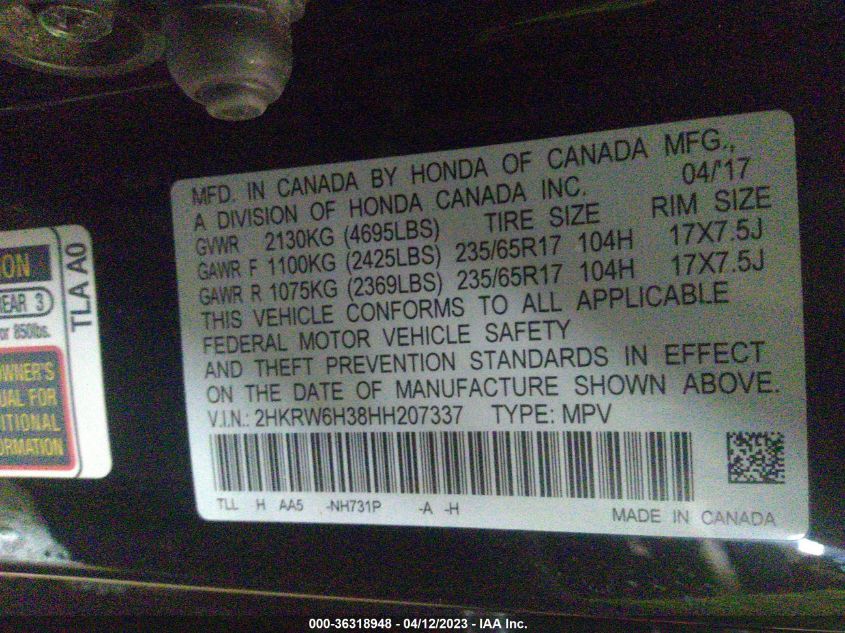 MFD. IN CANADA BY HONDA OF CANADA MFG.,
A DIVISION OF HONDA CANADA INC. 04/'17
GVWR 2130KG (4695LBS) TIRE SIZE RIM SIZE
GAWR F 1100KG (2425LBS) 235/65R17 104H 17X7.5J
GAWR R 1075KG (2369LBS) 235/65R17 104H 17X7.5J
THIS VEHICLE CONFORMS TO ALL APPLICABLE
FEDERAL MOTOR VEHICLE SAFETY
AND THEFT PREVENTION STANDARDS IN EFFECT
ON THE DATE OF MANUFACTURE SHOWN ABOVE.
V.I.N.: 2HKRW6H38HH207337 TYPE: MPV
TLL H AA5 -NH731P -A -H
MADE IN CANADA
ION
REAR 3
or 850lbs.
OWNER'S
UAL FOR
ITIONAL
ORMATION
TLA A0
000-36318948 - 04/12/2023 - IAA Inc.